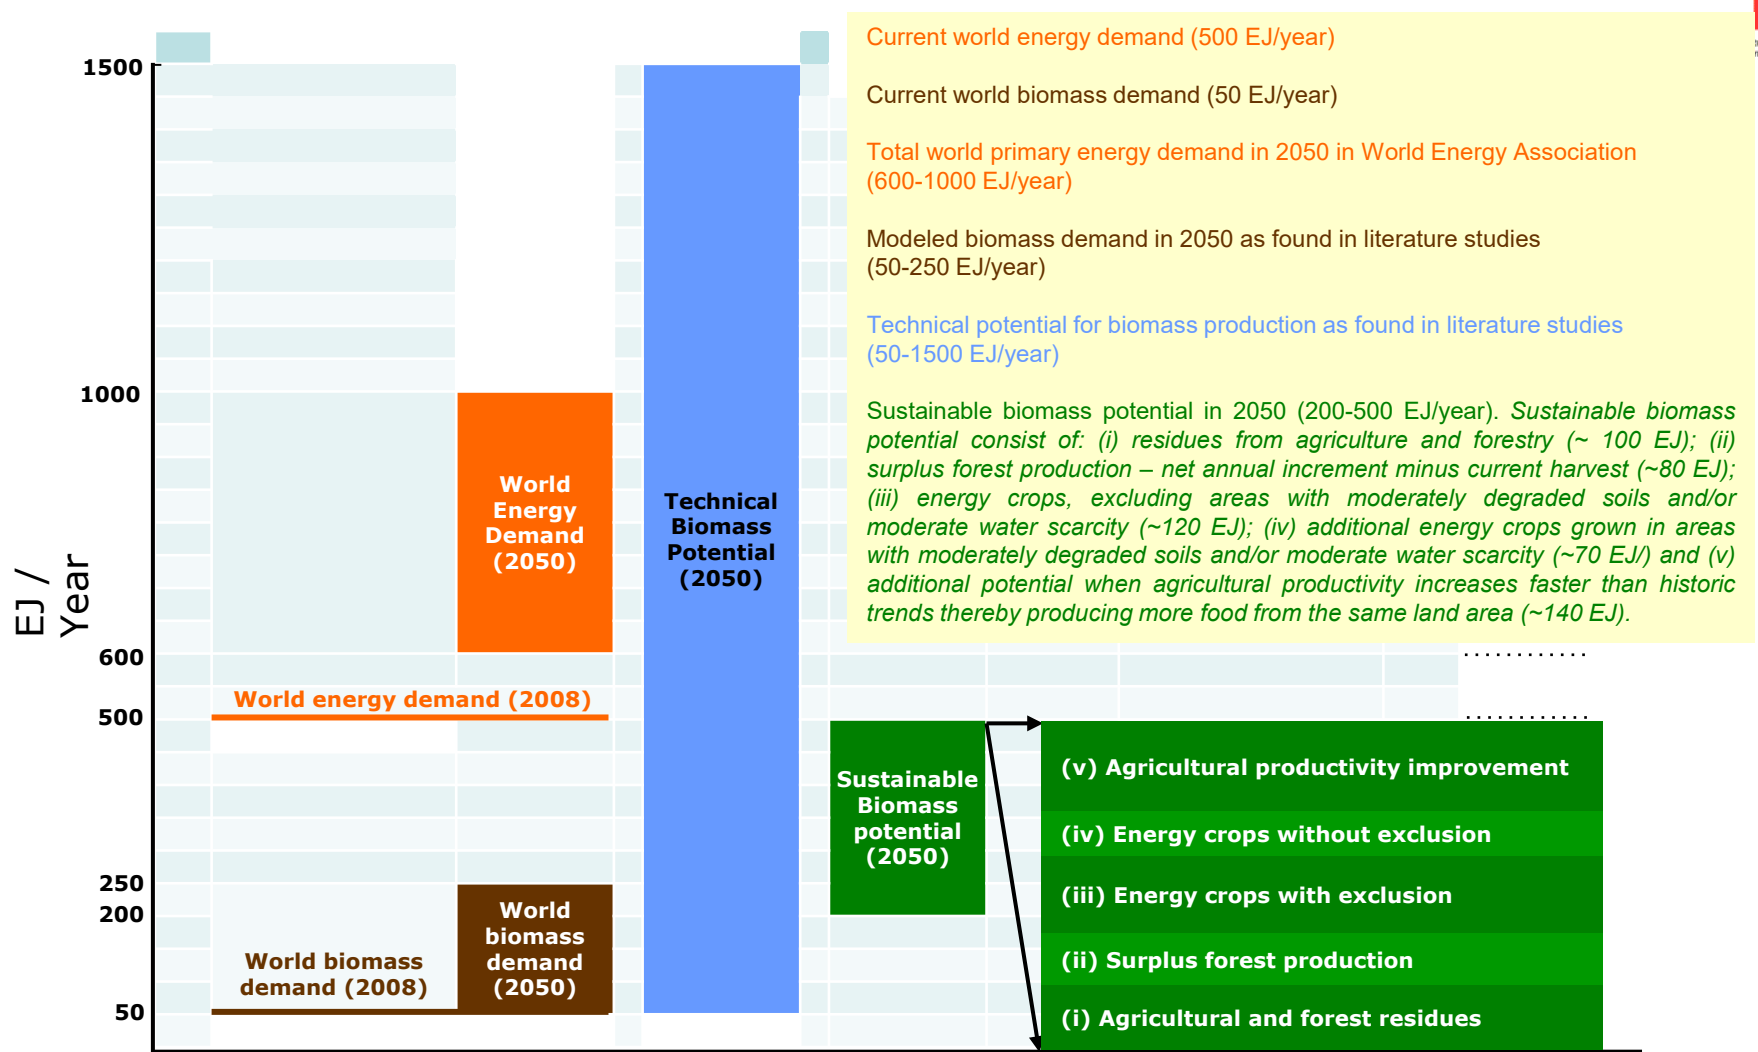 Current world energy demand (500 EJ/year)
Current world biomass demand (50 EJ/year)
Total world primary energy demand in 2050 in World Energy Association
(600-1000 EJ/year)
Modeled biomass demand in 2050 as found in literature studies
(50-250 EJ/year)
Technical potential for biomass production as found in literature studies
(50-1500 EJ/year)
Sustainable biomass potential in 2050 (200-500 EJ/year). Sustainable biomass
potential consist of: (i) residues from agriculture and forestry (~ 100 EJ); (ii)
surplus forest production – net annual increment minus current harvest (~80 EJ);
(iii) energy crops, excluding areas with moderately degraded soils and/or
moderate water scarcity (~120 EJ); (iv) additional energy crops grown in areas
with moderately degraded soils and/or moderate water scarcity (~70 EJ/) and (v)
additional potential when agricultural productivity increases faster than historic
trends thereby producing more food from the same land area (~140 EJ).
EJ /
Year
1500
1000
600
500
250
200
50
World
Energy
Demand
(2050)
World energy demand (2008)
World biomass
demand (2008)
World
biomass
demand
(2050)
Technical
Biomass
Potential
(2050)
Sustainable
Biomass
potential
(2050)
(v) Agricultural productivity improvement
(iv) Energy crops without exclusion
(iii) Energy crops with exclusion
(ii) Surplus forest production
(i) Agricultural and forest residues